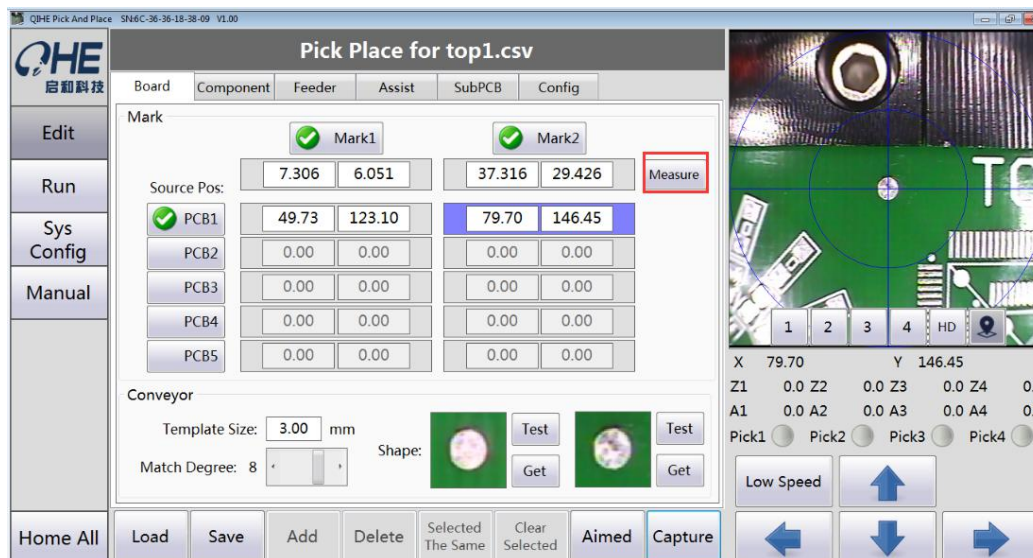 QIHE Pick And Place SN:6C-36-36-18-38-09 V1.00
QHE
启和科技
Edit
Run
Sys
Config
Manual
Home All
Pick Place for top1.csv
Board Component Feeder Assist SubPCB Config
Mark
Mark1 Mark2
Source Pos: 7.306 6.051 37.316 29.426 Measure
PCB1 49.73 123.10 79.70 146.45
PCB2 0.00 0.00 0.00 0.00
PCB3 0.00 0.00 0.00 0.00
PCB4 0.00 0.00 0.00 0.00
PCB5 0.00 0.00 0.00 0.00
Conveyor
Template Size: 3.00 mm
Match Degree: 8
Shape:
Test
Get
Test
Get
Load Save Add Delete Selected The Same Clear Selected Aimed Capture
1 2 3 4 HD
X 79.70 Y 146.45
Z1 0.0 Z2 0.0 Z3 0.0 Z4 0.
A1 0.0 A2 0.0 A3 0.0 A4 0.
Pick1 Pick2 Pick3 Pick4
Low Speed